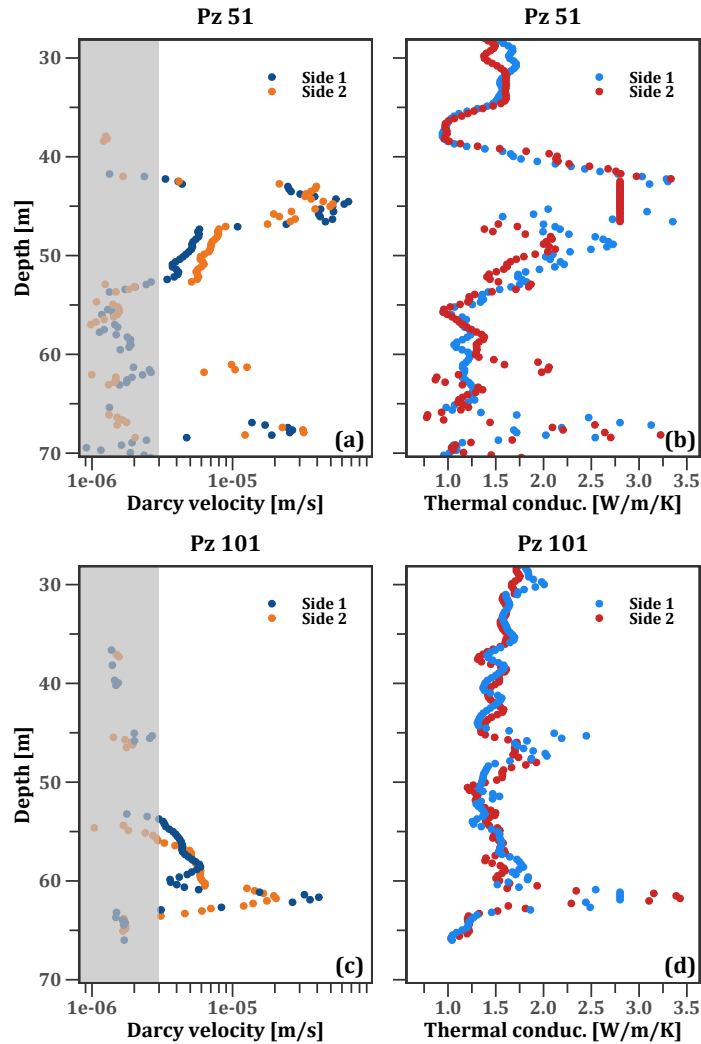 Pz 51
Pz 51
30
40
50
60
70
Depth [m]
Side 1
Side 2
(a)
1e-06
1e-05
Darcy velocity [m/s]
Side 1
Side 2
(b)
1.0
1.5
2.0
2.5
3.0
3.5
Thermal conduc. [W/m/K]
Pz 101
Pz 101
30
40
50
60
70
Depth [m]
Side 1
Side 2
(c)
1e-06
1e-05
Darcy velocity [m/s]
Side 1
Side 2
(d)
1.0
1.5
2.0
2.5
3.0
3.5
Thermal conduc. [W/m/K]